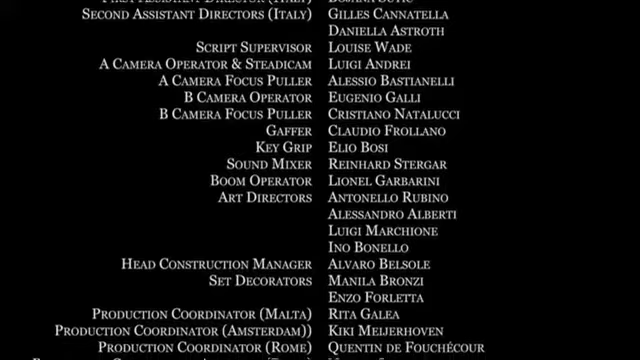 Second Assistant Directors (Italy) Gilles Cannatella
Daniella Astroth
Script Supervisor Louise Wade
A Camera Operator & Steadicam Luigi Andrei
A Camera Focus Puller Alessio Bastianelli
B Camera Operator Eugenio Galli
B Camera Focus Puller Cristiano Natalucci
Gaffer Claudio Frollano
Key Grip Elio Bosi
Sound Mixer Reinhard Stergar
Boom Operator Lionel Garbarini
Art Directors Antonello Rubino
Alessandro Alberti
Luigi Marchione
Ino Bonello
Head Construction Manager Alvaro Belsole
Set Decorators Manila Bronzi
Enzo Forletta
Production Coordinator (Malta) Rita Galea
Production Coordinator (Amsterdam)) Kiki Meijerhoven
Production Coordinator (Rome) Quentin de Fouchécour